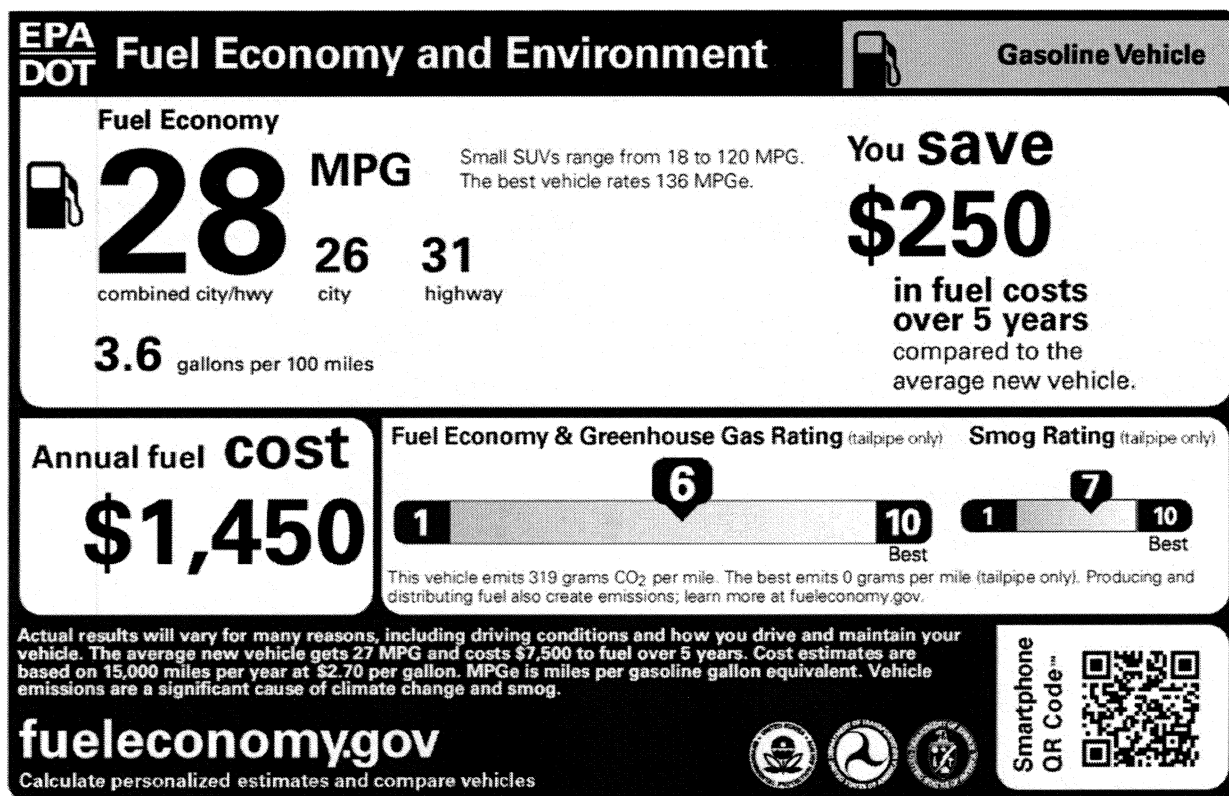 EPA
DOT
Fuel Economy and Environment
Gasoline Vehicle
Fuel Economy
28
MPG
combined city/hwy
26
city
31
highway
Small SUVs range from 18 to 120 MPG.
The best vehicle rates 136 MPGe.
3.6 gallons per 100 miles
You save
$250
in fuel costs
over 5 years
compared to the
average new vehicle.
Annual fuel cost
$1,450
Fuel Economy & Greenhouse Gas Rating (tailpipe only)
6
1
10
Best
Smog Rating (tailpipe only)
7
1
10
Best
This vehicle emits 319 grams CO₂ per mile. The best emits 0 grams per mile (tailpipe only). Producing and
distributing fuel also create emissions; learn more at fueleconomy.gov.
Actual results will vary for many reasons, including driving conditions and how you drive and maintain your
vehicle. The average new vehicle gets 27 MPG and costs $7,500 to fuel over 5 years. Cost estimates are
based on 15,000 miles per year at $2.70 per gallon. MPGe is miles per gasoline gallon equivalent. Vehicle
emissions are a significant cause of climate change and smog.
fueleconomy.gov
Calculate personalized estimates and compare vehicles
Smartphone
QR Code™